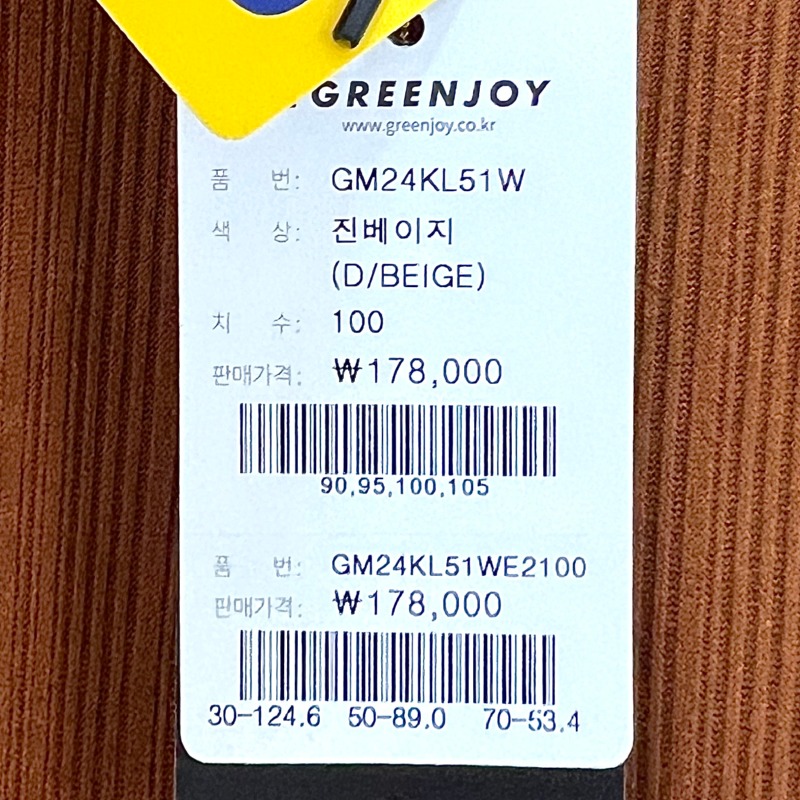 GREENJOY
www.greenjoy.co.kr
품 번: GM24KL51W
색 상: 진베이지
(D/BEIGE)
치 수: 100
판매가격: ₩178,000
90,95,100,105
품 번: GM24KL51WE2100
판매가격: ₩178,000
30-124.6 50-89.0 70-53.4